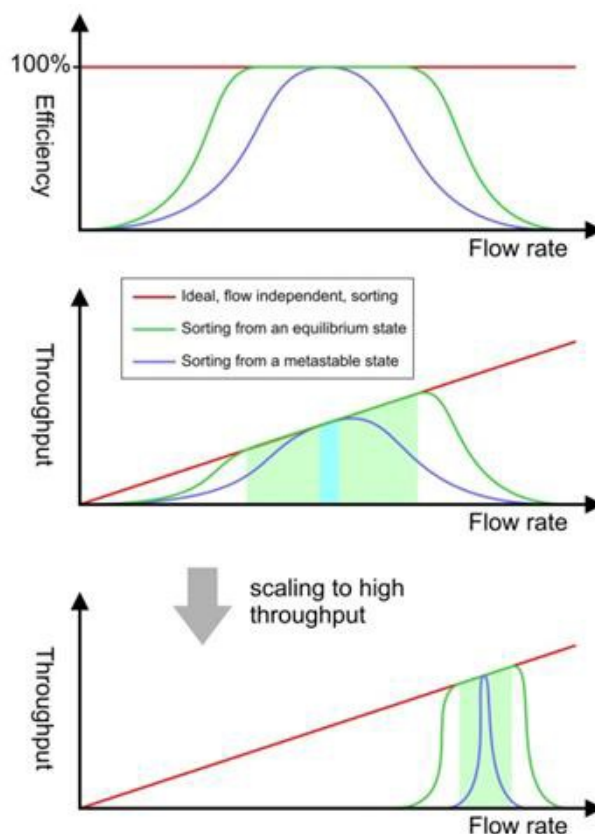 100%
Efficiency
Flow rate
Ideal, flow independent, sorting
Sorting from an equilibrium state
Sorting from a metastable state
Throughput
Flow rate
scaling to high
throughput
Throughput
Flow rate